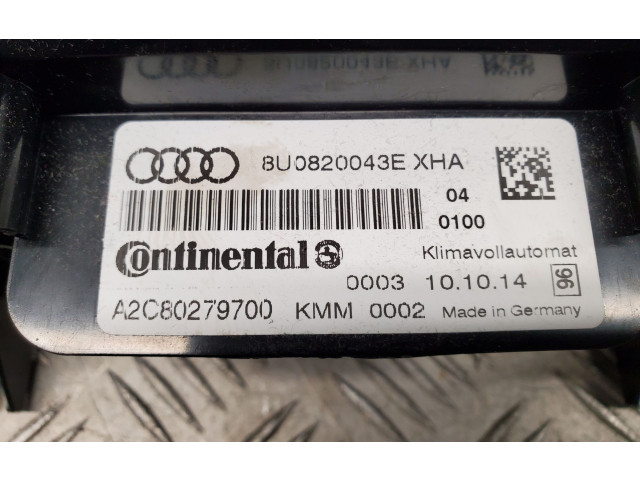 8U0820043E XHA
04
0100
Continental
Klimavollautomat
0003 10.10.14 96
A2C80279700 KMM 0002 Made in Germany